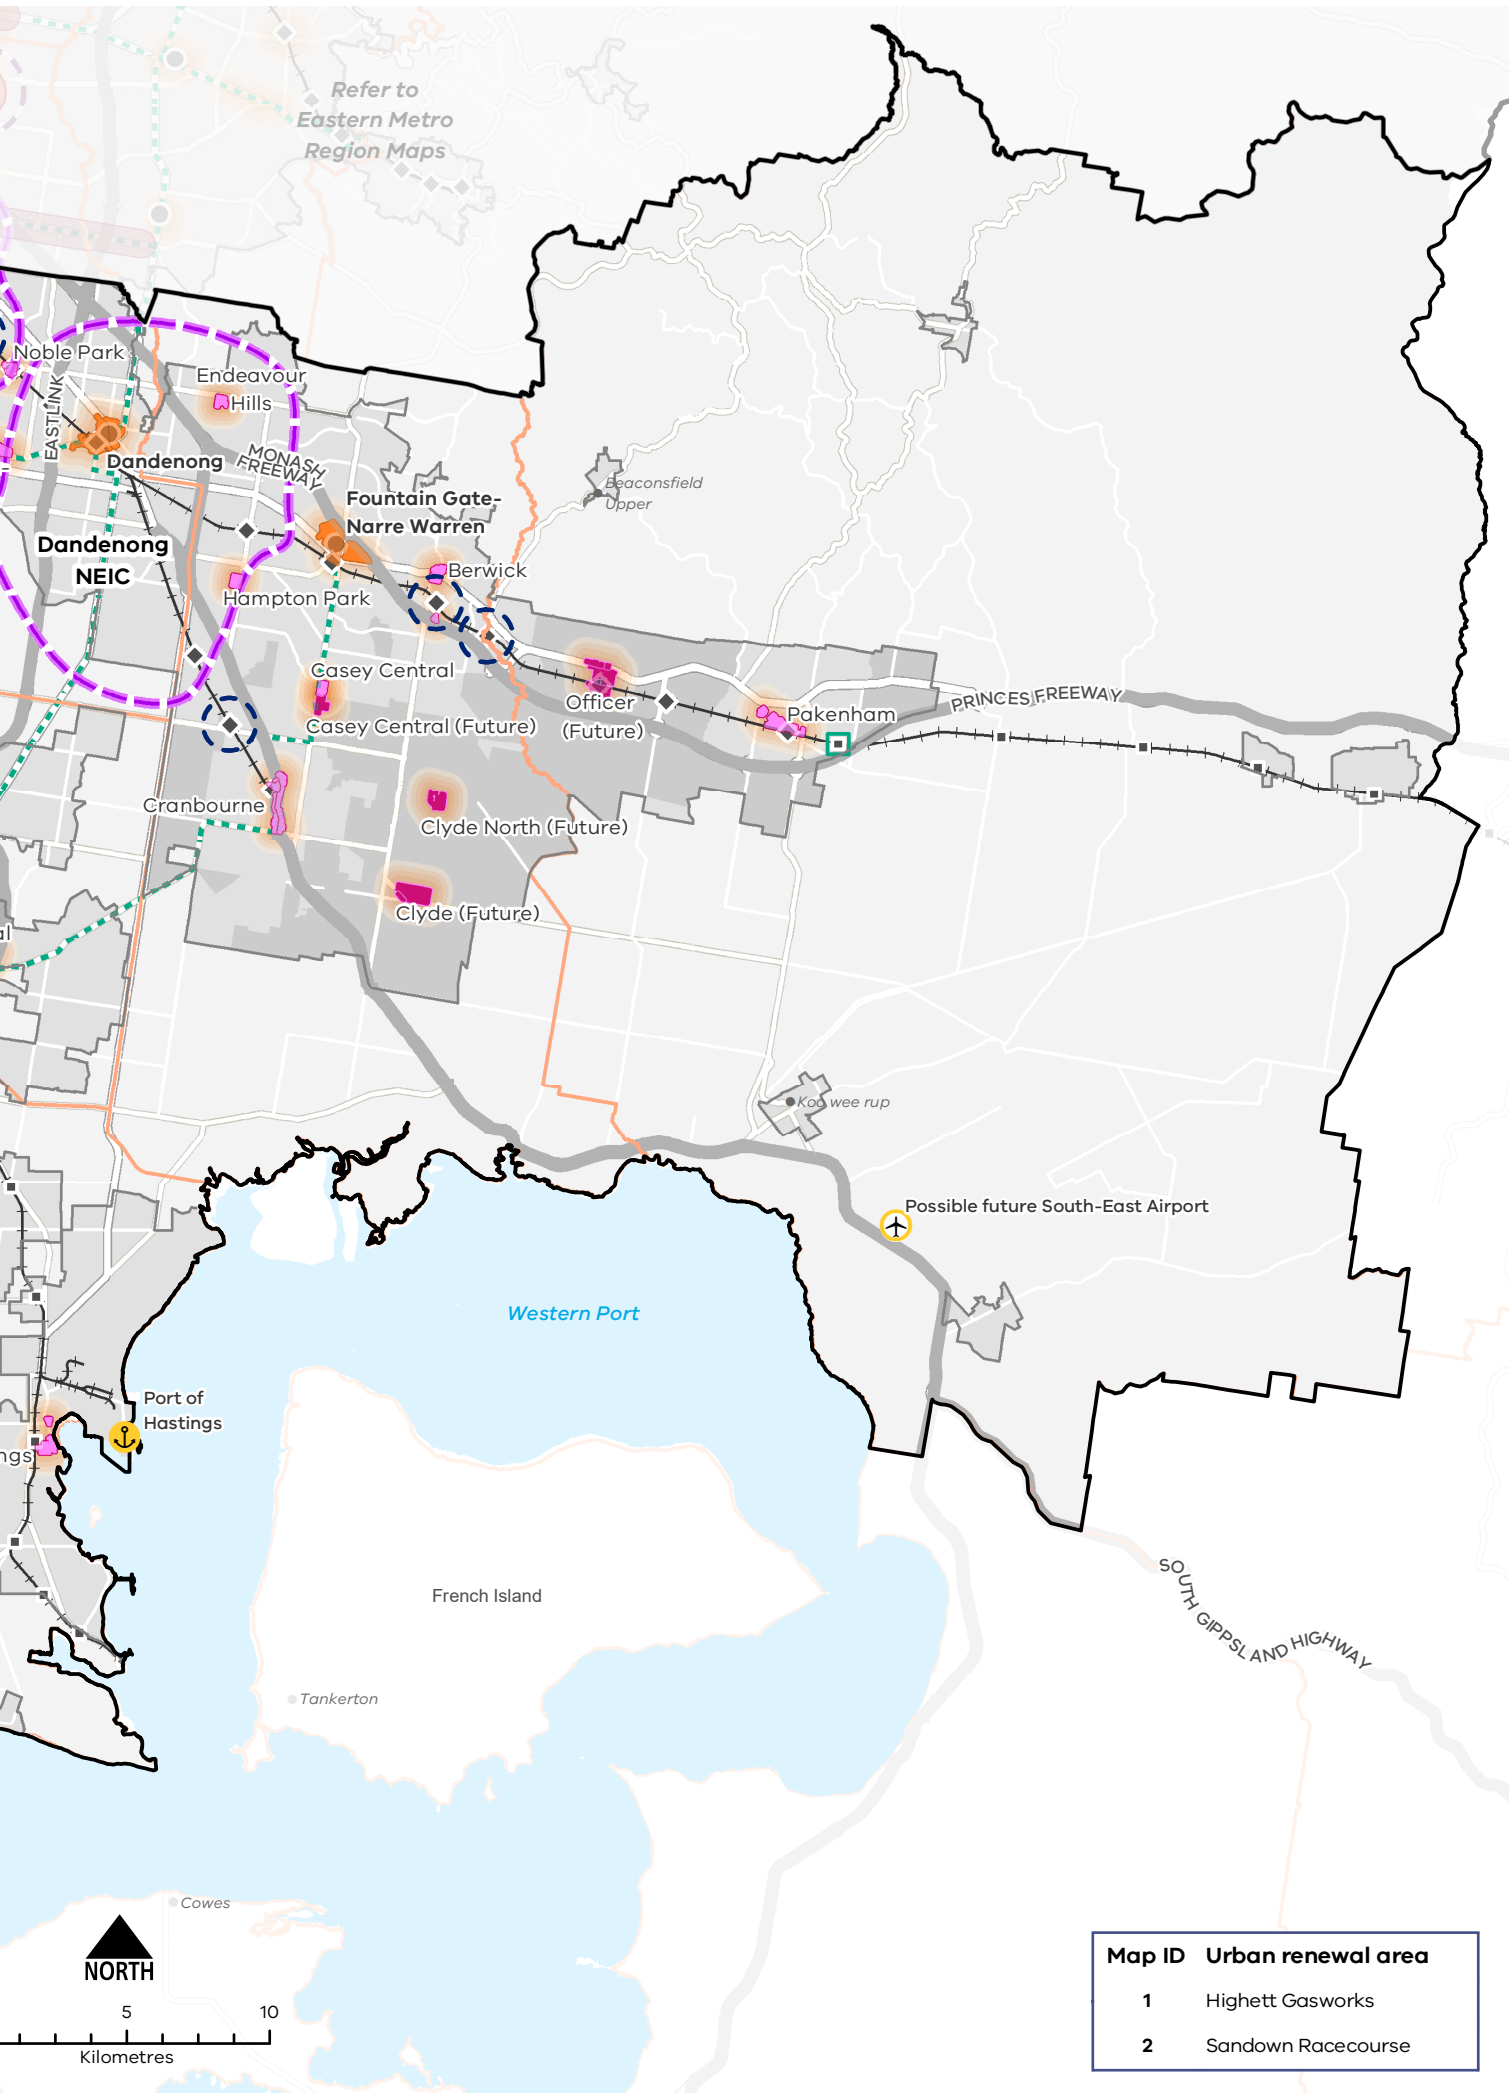 Refer to
Eastern Metro
Region Maps
Noble Park
Endeavour
Hills
EASTLINK
MONASH
FREEWAY
Dandenong
Fountain Gate-
Narre Warren
Beaconsfield
Upper
Dandenong
NEIC
Berwick
Hampton Park
Casey Central
Casey Central (Future)
Officer
(Future)
Pakenham
PRINCES FREEWAY
Cranbourne
Clyde North (Future)
Clyde (Future)
al
Koo wee rup
Possible future South-East Airport
Western Port
Port of
Hastings
ngs
French Island
SOUTH GIPPSLAND HIGHWAY
Tankerton
Cowes
NORTH
5 10
Kilometres
Map ID Urban renewal area
1 Highett Gasworks
2 Sandown Racecourse